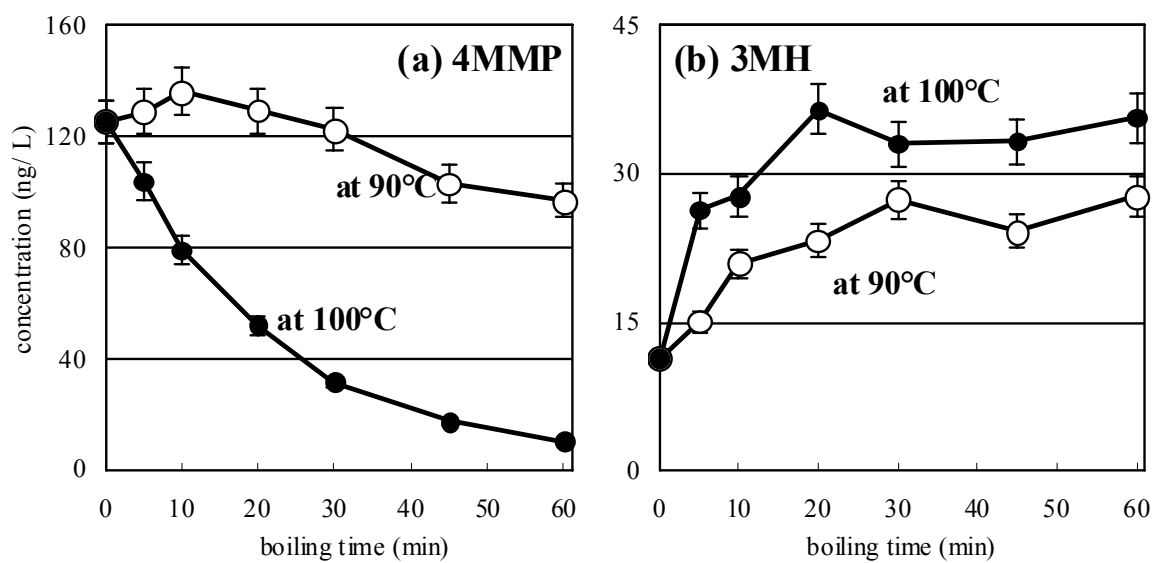 (a) 4MMP
concentration (ng/ L)
160
120
80
40
0
at 90°C
at 100°C
0 10 20 30 40 50 60
boiling time (min)
(b) 3MH
45
30
15
0
at 100°C
at 90°C
0 10 20 30 40 50 60
boiling time (min)